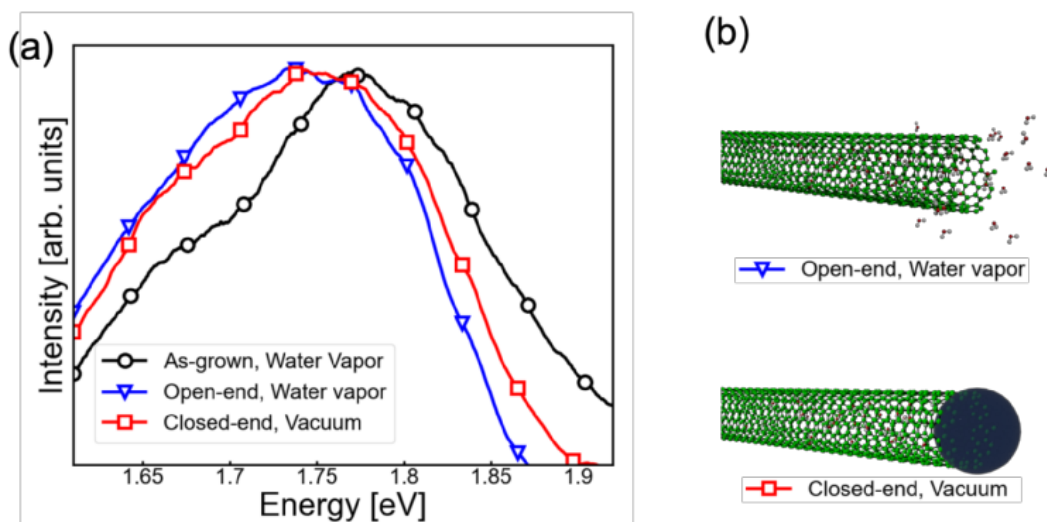 (a)
(b)
Intensity [arb. units]
As-grown, Water Vapor
Open-end, Water vapor
Closed-end, Vacuum
1.65 1.7 1.75 1.8 1.85 1.9
Energy [eV]
Open-end, Water vapor
Closed-end, Vacuum